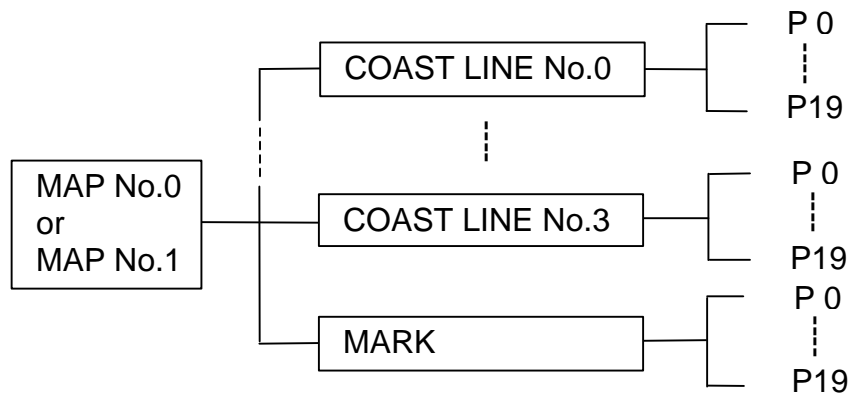 P 0
COAST LINE No.0
P19
MAP No.0
or
MAP No.1
P 0
COAST LINE No.3
P19
P 0
MARK
P19